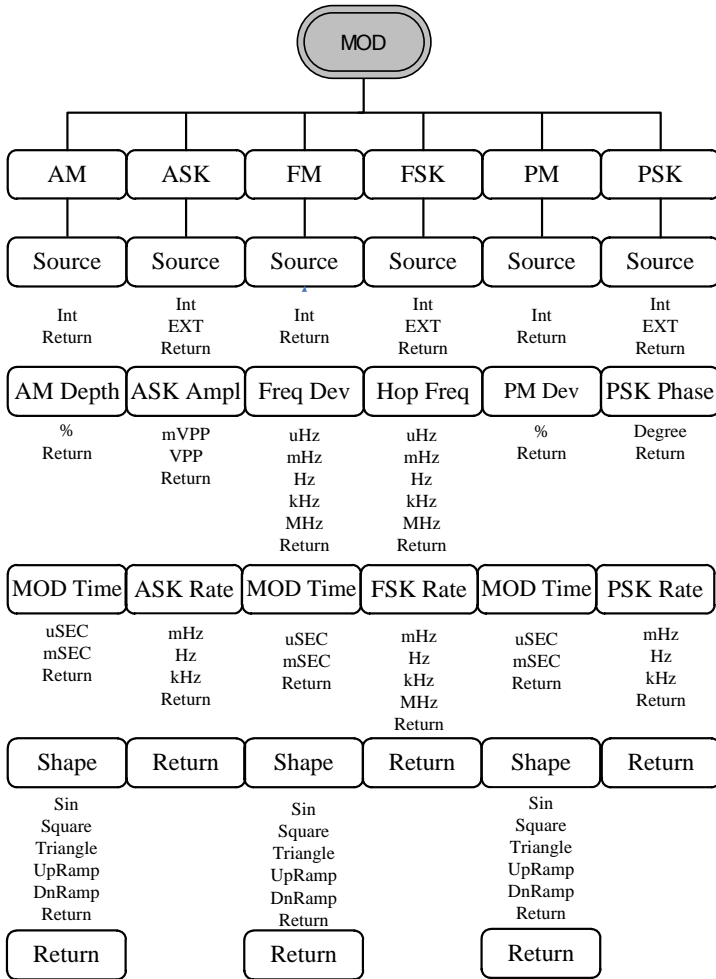 MOD
AM ASK FM FSK PM PSK
Source Source Source Source Source Source
Int Int Int Int Int Int
Return EXT Return EXT Return EXT
Return Return Return
AM Depth ASK Ampl Freq Dev Hop Freq PM Dev PSK Phase
% mVPP uHz uHz % Degree
Return VPP mHz mHz Return Return
Return Hz Hz
kHz kHz
MHz MHz
Return Return
MOD Time ASK Rate MOD Time FSK Rate MOD Time PSK Rate
uSEC mHz uSEC mHz uSEC mHz
mSEC Hz mSEC Hz mSEC Hz
Return kHz Return kHz Return kHz
Return MHz Return
Return
Shape Return Shape Return Shape Return
Sin Sin Sin
Square Square Square
Triangle Triangle Triangle
UpRamp UpRamp UpRamp
DnRamp DnRamp DnRamp
Return Return Return
Return Return Return